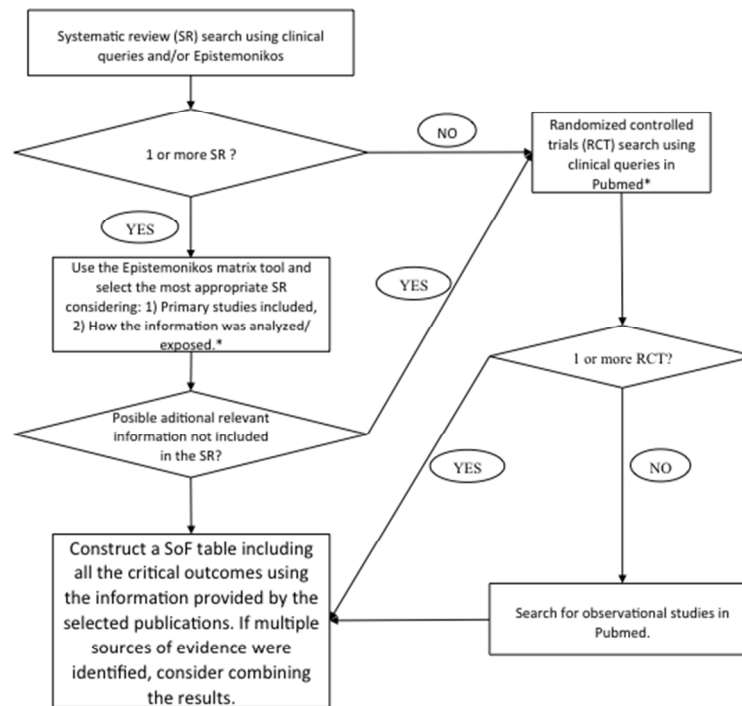 Systematic review (SR) search using clinical
queries and/or Epistemonikos
1 or more SR ?
NO
Randomized controlled
trials (RCT) search using
clinical queries in
Pubmed*
YES
Use the Epistemonikos matrix tool and
select the most appropriate SR
considering: 1) Primary studies included,
2) How the information was analyzed/
exposed.*
YES
1 or more RCT?
Posible aditional relevant
information not included
in the SR?
YES
NO
Construct a SoF table including
all the critical outcomes using
the information provided by the
selected publications. If multiple
sources of evidence were
identified, consider combining
the results.
Search for observational studies in
Pubmed.